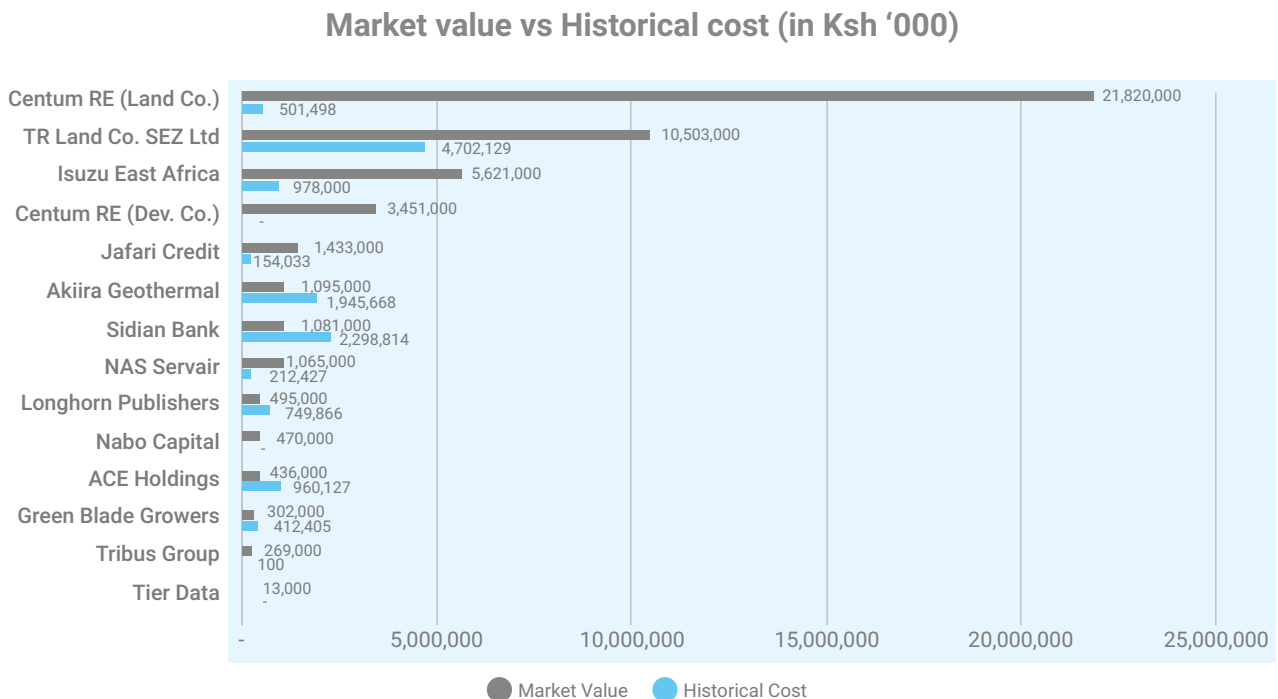 Market value vs Historical cost (in Ksh ‘000)
Centum RE (Land Co.)
21,820,000
501,498
TR Land Co. SEZ Ltd
10,503,000
4,702,129
Isuzu East Africa
5,621,000
978,000
Centum RE (Dev. Co.)
3,451,000
-
Jafari Credit
1,433,000
154,033
Akiira Geothermal
1,095,000
1,945,668
Sidian Bank
1,081,000
2,298,814
NAS Servair
1,065,000
212,427
Longhorn Publishers
495,000
749,866
Nabo Capital
470,000
-
ACE Holdings
436,000
960,127
Green Blade Growers
302,000
412,405
Tribus Group
269,000
100
Tier Data
13,000
-
- 5,000,000 10,000,000 15,000,000 20,000,000 25,000,000
Market Value Historical Cost